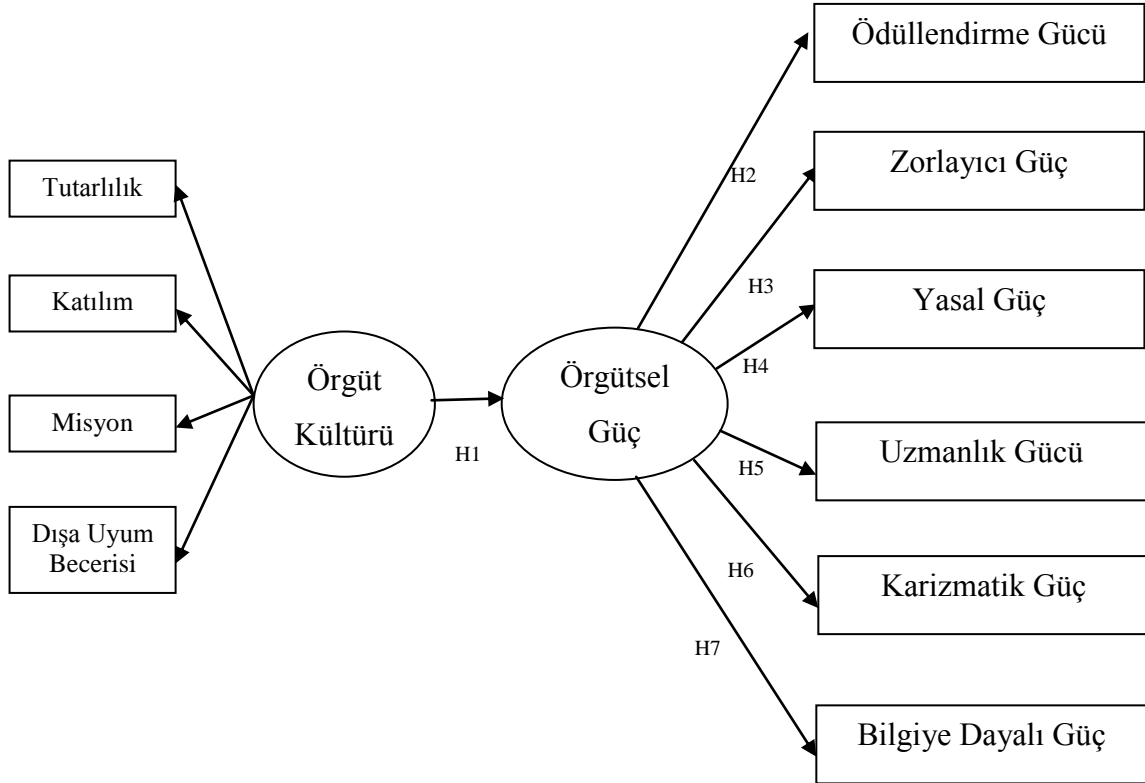 Ödüllendirme Gücü
H2
Zorlayıcı Güç
Tutarlılık
H3
Katılım
Yasal Güç
H4
Örgüt
Kültürü
H1
Örgütsel
Güç
Misyon
Uzmanlık Gücü
H5
Dışa Uyum
Becerisi
H6
Karizmatik Güç
H7
Bilgiye Dayalı Güç